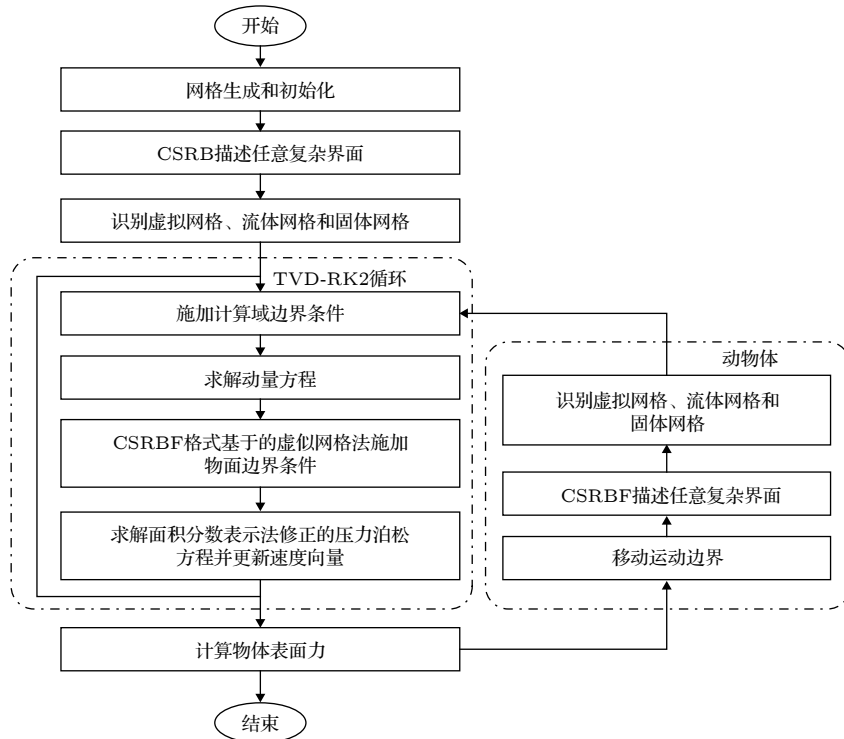 开始
网格生成和初始化
CSRB描述任意复杂界面
识别虚拟网格、流体网格和固体网格
TVD-RK2循环
施加计算域边界条件
求解动量方程
CSRBF格式基于的虚似网格法施加
物面边界条件
求解面积分数表示法修正的压力泊松
方程并更新速度向量
计算物体表面力
结束
动物体
识别虚拟网格、流体网格和
固体网格
CSRBF描述任意复杂界面
移动运动边界